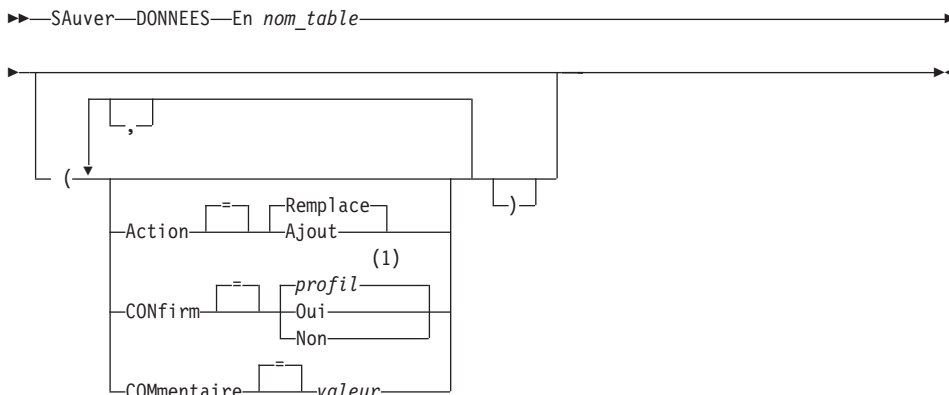 SAuver DONNEES En nom_table
,
(
= Remplace
)
Action Ajout
(1)
= profil
CONfirm Oui
Non
=
COMmentaire valeur